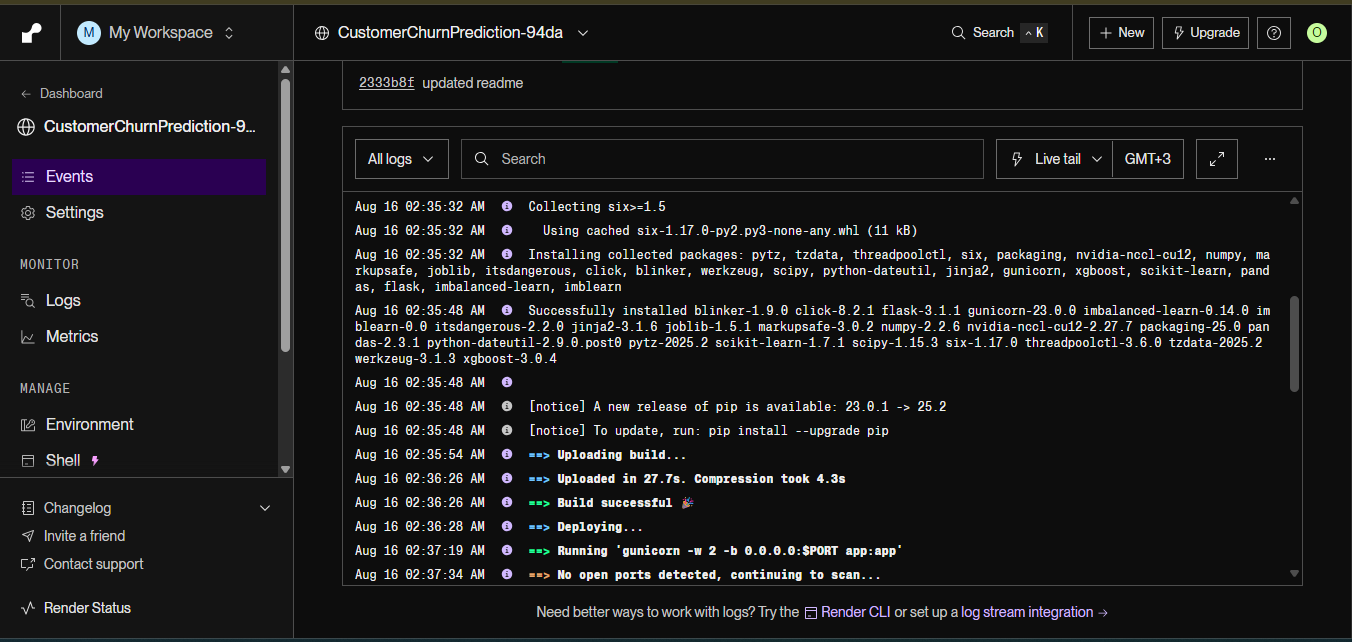 M My Workspace
CustomerChurnPrediction-94da
Search ^ K
+ New
Upgrade
O
← Dashboard
CustomerChurnPrediction-9...
Events
Settings
MONITOR
Logs
Metrics
MANAGE
Environment
Shell
Changelog
Invite a friend
Contact support
Render Status
2333b8f updated readme
All logs
Search
Live tail
GMT+3
...
Aug 16 02:35:32 AM Collecting six>=1.5
Aug 16 02:35:32 AM Using cached six-1.17.0-py2.py3-none-any.whl (11 kB)
Aug 16 02:35:32 AM Installing collected packages: pytz, tzdata, threadpoolctl, six, packaging, nvidia-nccl-cu12, numpy, ma
rkupsafe, joblib, itsdangerous, click, blinker, werkzeug, scipy, python-dateutil, jinja2, gunicorn, xgboost, scikit-learn, pand
as, flask, imbalanced-learn, imblearn
Aug 16 02:35:48 AM Successfully installed blinker-1.9.0 click-8.2.1 flask-3.1.1 gunicorn-23.0.0 imbalanced-learn-0.14.0 im
blearn-0.0 itsdangerous-2.2.0 jinja2-3.1.6 joblib-1.5.1 markupsafe-3.0.2 numpy-2.2.6 nvidia-nccl-cu12-2.27.7 packaging-25.0 pan
das-2.3.1 python-dateutil-2.9.0.post0 pytz-2025.2 scikit-learn-1.7.1 scipy-1.15.3 six-1.17.0 threadpoolctl-3.6.0 tzdata-2025.2
werkzeug-3.1.3 xgboost-3.0.4
Aug 16 02:35:48 AM
Aug 16 02:35:48 AM [notice] A new release of pip is available: 23.0.1 -> 25.2
Aug 16 02:35:48 AM [notice] To update, run: pip install --upgrade pip
Aug 16 02:35:54 AM ==> Uploading build...
Aug 16 02:36:26 AM ==> Uploaded in 27.7s. Compression took 4.3s
Aug 16 02:36:26 AM ==> Build successful 🎉
Aug 16 02:36:28 AM ==> Deploying...
Aug 16 02:37:19 AM ==> Running 'gunicorn -w 2 -b 0.0.0.0:$PORT app:app'
Aug 16 02:37:34 AM ==> No open ports detected, continuing to scan...
Need better ways to work with logs? Try the Render CLI or set up a log stream integration →